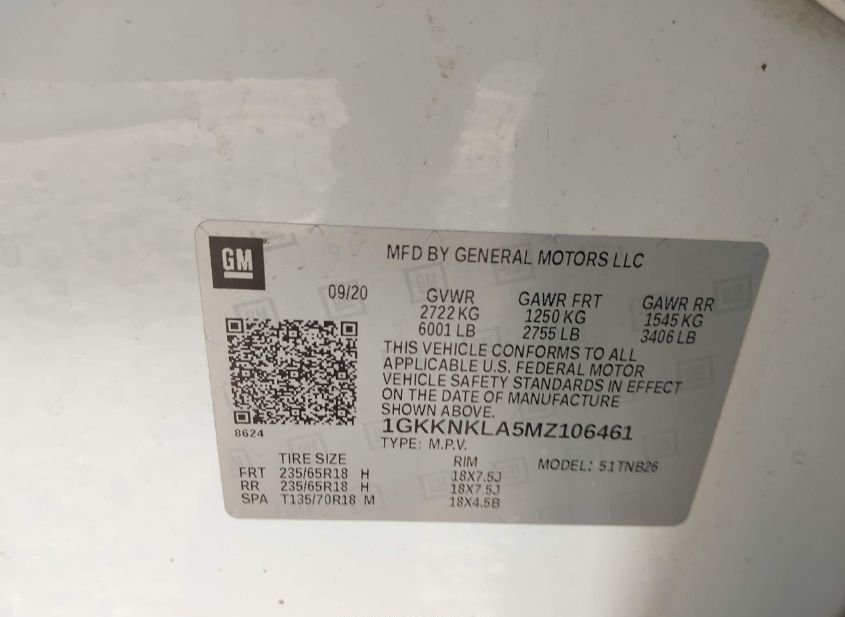 GM
MFD BY GENERAL MOTORS LLC
09/20
GVWR GAWR FRT GAWR RR
2722 KG 1250 KG 1545 KG
6001 LB 2755 LB 3406 LB
THIS VEHICLE CONFORMS TO ALL
APPLICABLE U.S. FEDERAL MOTOR
VEHICLE SAFETY STANDARDS IN EFFECT
ON THE DATE OF MANUFACTURE
SHOWN ABOVE.
8624
1GKKNKLA5MZ106461
TYPE: M.P.V.
TIRE SIZE RIM MODEL: 51TNB26
FRT 235/65R18 H 18X7.5J
RR 235/65R18 H 18X7.5J
SPA T135/70R18 M 18X4.5B